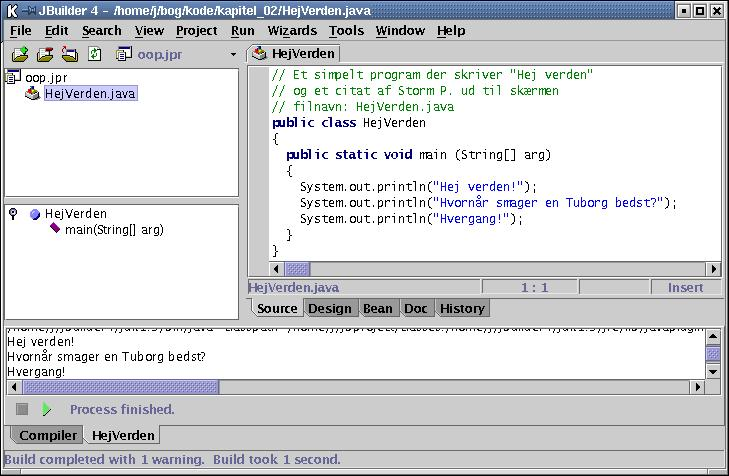 JBuilder 4 - /home/j/bog/kode/kapitel_02/HejVerden.java
File Edit Search View Project Run Wizards Tools Window Help
oop.jpr
oop.jpr
HejVerden.java
HejVerden
main(String[] arg)
HejVerden
// Et simpelt program der skriver "Hej verden"
// og et citat af Storm P. ud til skærmen
// filnavn: HejVerden.java
public class HejVerden
{
public static void main (String[] arg)
{
System.out.println("Hej verden!");
System.out.println("Hvornår smager en Tuborg bedst?");
System.out.println("Hvergang!");
}
}
HejVerden.java 1 : 1 Insert
Source Design Bean Doc History
Hej verden!
Hvornår smager en Tuborg bedst?
Hvergang!
Process finished.
Compiler HejVerden
Build completed with 1 warning. Build took 1 second.